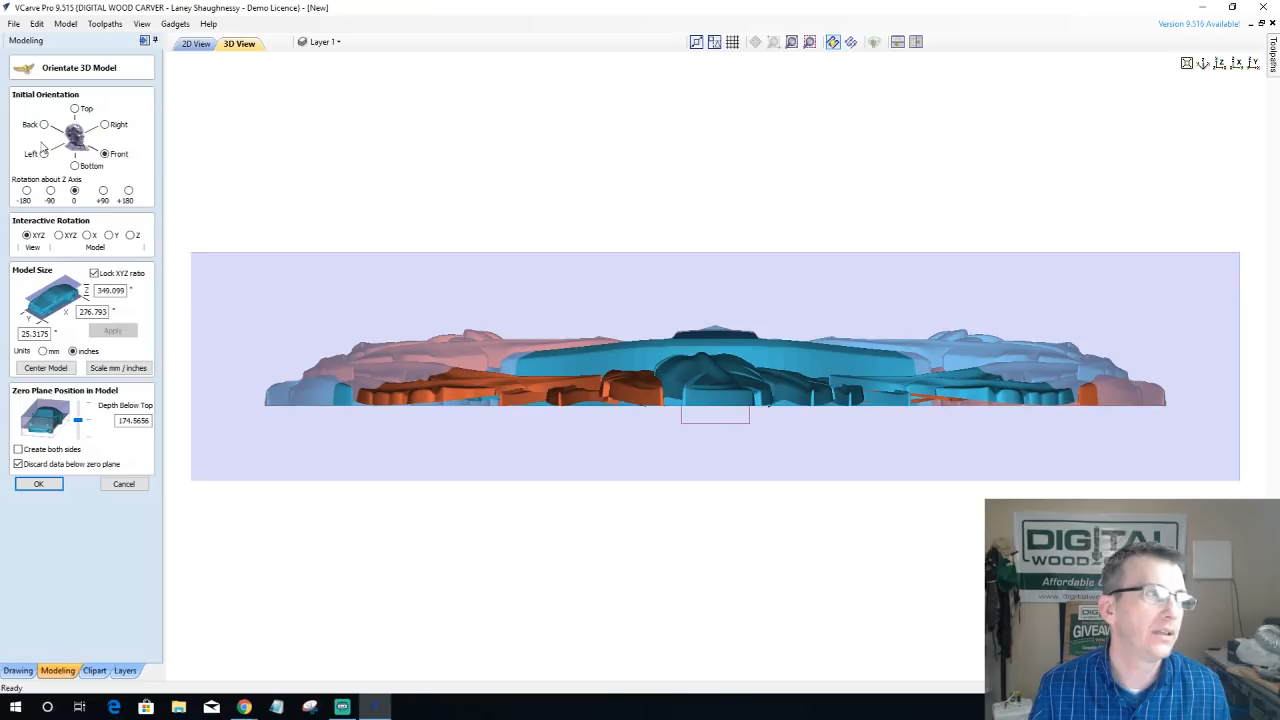 VCarve Pro 9.515 {DIGITAL WOOD CARVER - Laney Shaughnessy - Demo Licence} - [New]
File Edit Model Toolpaths View Gadgets Help
Version 9.516 Available!
Modeling
2D View 3D View Layer 1
Toolpaths
Orientate 3D Model
Initial Orientation
Top
Back Right
Left Front
Bottom
Rotation about Z Axis
-180 -90 0 +90 +180
Interactive Rotation
XYZ XYZ X Y Z
View Model
Model Size
Lock XYZ ratio
Z 349.099 "
Y X 276.793 "
25.3175 " Apply
Units mm inches
Center Model Scale mm / inches
Zero Plane Position in Model
Depth Below Top
174.5656
Create both sides
Discard data below zero plane
OK Cancel
DIGITAL
WOOD
Affordable
www.digitalwo
GIVEAW
Drawing Modeling Clipart Layers
Ready